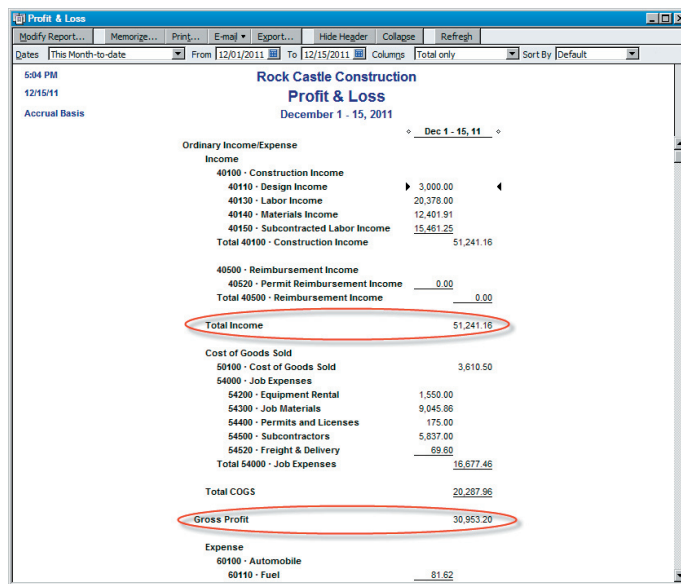 Profit & Loss
Modify Report... Memorize... Print... E-mail Export... Hide Header Collapse Refresh
Dates This Month-to-date From 12/01/2011 To 12/15/2011 Columns Total only Sort By Default
5:04 PM Rock Castle Construction
12/15/11 Profit & Loss
Accrual Basis December 1 - 15, 2011
Dec 1 - 15, 11
Ordinary Income/Expense
Income
40100 · Construction Income
40110 · Design Income 3,000.00
40130 · Labor Income 20,378.00
40140 · Materials Income 12,401.91
40150 · Subcontracted Labor Income 15,461.25
Total 40100 · Construction Income 51,241.16
40500 · Reimbursement Income
40520 · Permit Reimbursement Income 0.00
Total 40500 · Reimbursement Income 0.00
Total Income 51,241.16
Cost of Goods Sold
50100 · Cost of Goods Sold 3,610.50
54000 · Job Expenses
54200 · Equipment Rental 1,550.00
54300 · Job Materials 9,045.86
54400 · Permits and Licenses 175.00
54500 · Subcontractors 5,837.00
54520 · Freight & Delivery 69.60
Total 54000 · Job Expenses 16,677.46
Total COGS 20,287.96
Gross Profit 30,953.20
Expense
60100 · Automobile
60110 · Fuel 81.62